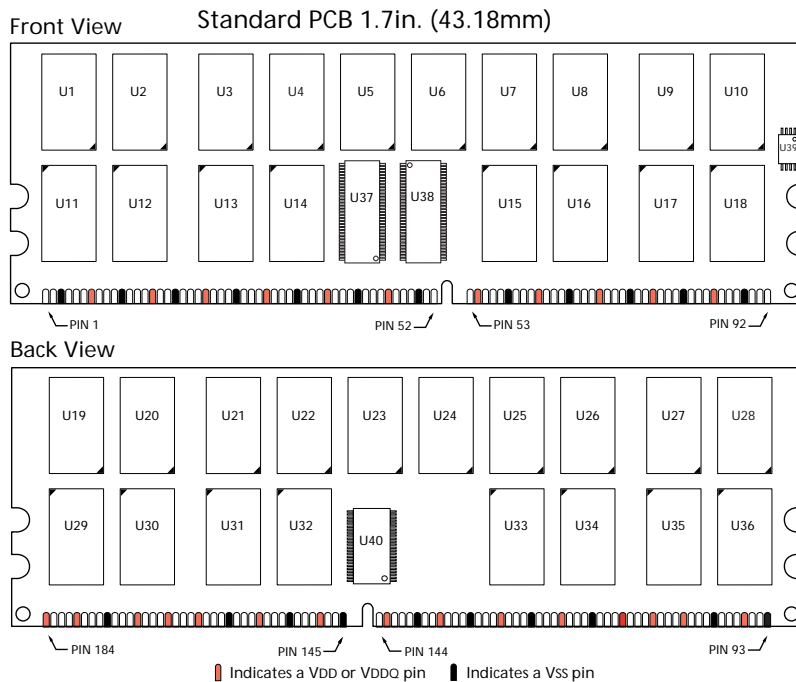 Standard PCB 1.7in. (43.18mm)
Front View
U1 U2 U3 U4 U5 U6 U7 U8 U9 U10
U39
U11 U12 U13 U14 U37 U38 U15 U16 U17 U18
PIN 1 PIN 52 PIN 53 PIN 92
Back View
U19 U20 U21 U22 U23 U24 U25 U26 U27 U28
U29 U30 U31 U32 U40 U33 U34 U35 U36
PIN 184 PIN 145 PIN 144 PIN 93
Indicates a VDD or VDDQ pin Indicates a VSS pin